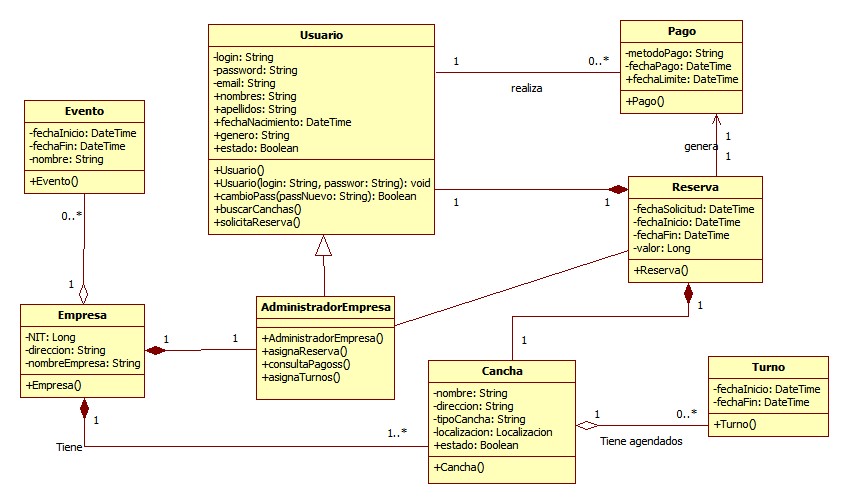 Usuario
-login: String
-password: String
-email: String
+nombres: String
+apellidos: String
+fechaNacimiento: DateTime
+genero: String
+estado: Boolean
+Usuario()
+Usuario(login: String, passwor: String): void
+cambioPass(passNuevo: String): Boolean
+buscarCanchas()
+solicitaReserva()
1
0..*
realiza
Pago
-metodoPago: String
-fechaPago: DateTime
+fechaLimite: DateTime
+Pago()
1
genera
1
Evento
-fechaInicio: DateTime
-fechaFin: DateTime
-nombre: String
+Evento()
0..*
1
1
1
Reserva
-fechaSolicitud: DateTime
-fechaInicio: DateTime
-fechaFin: DateTime
-valor: Long
+Reserva()
1
1
Empresa
-NIT: Long
-direccion: String
-nombreEmpresa: String
+Empresa()
1
1
AdministradorEmpresa
+AdministradorEmpresa()
+asignaReserva()
+consultaPagoss()
+asignaTurnos()
1
Tiene
1..*
Cancha
-nombre: String
-direccion: String
-tipoCancha: String
-localizacion: Localizacion
+estado: Boolean
+Cancha()
1
0..*
Tiene agendados
Turno
-fechaInicio: DateTime
-fechaFin: DateTime
+Turno()